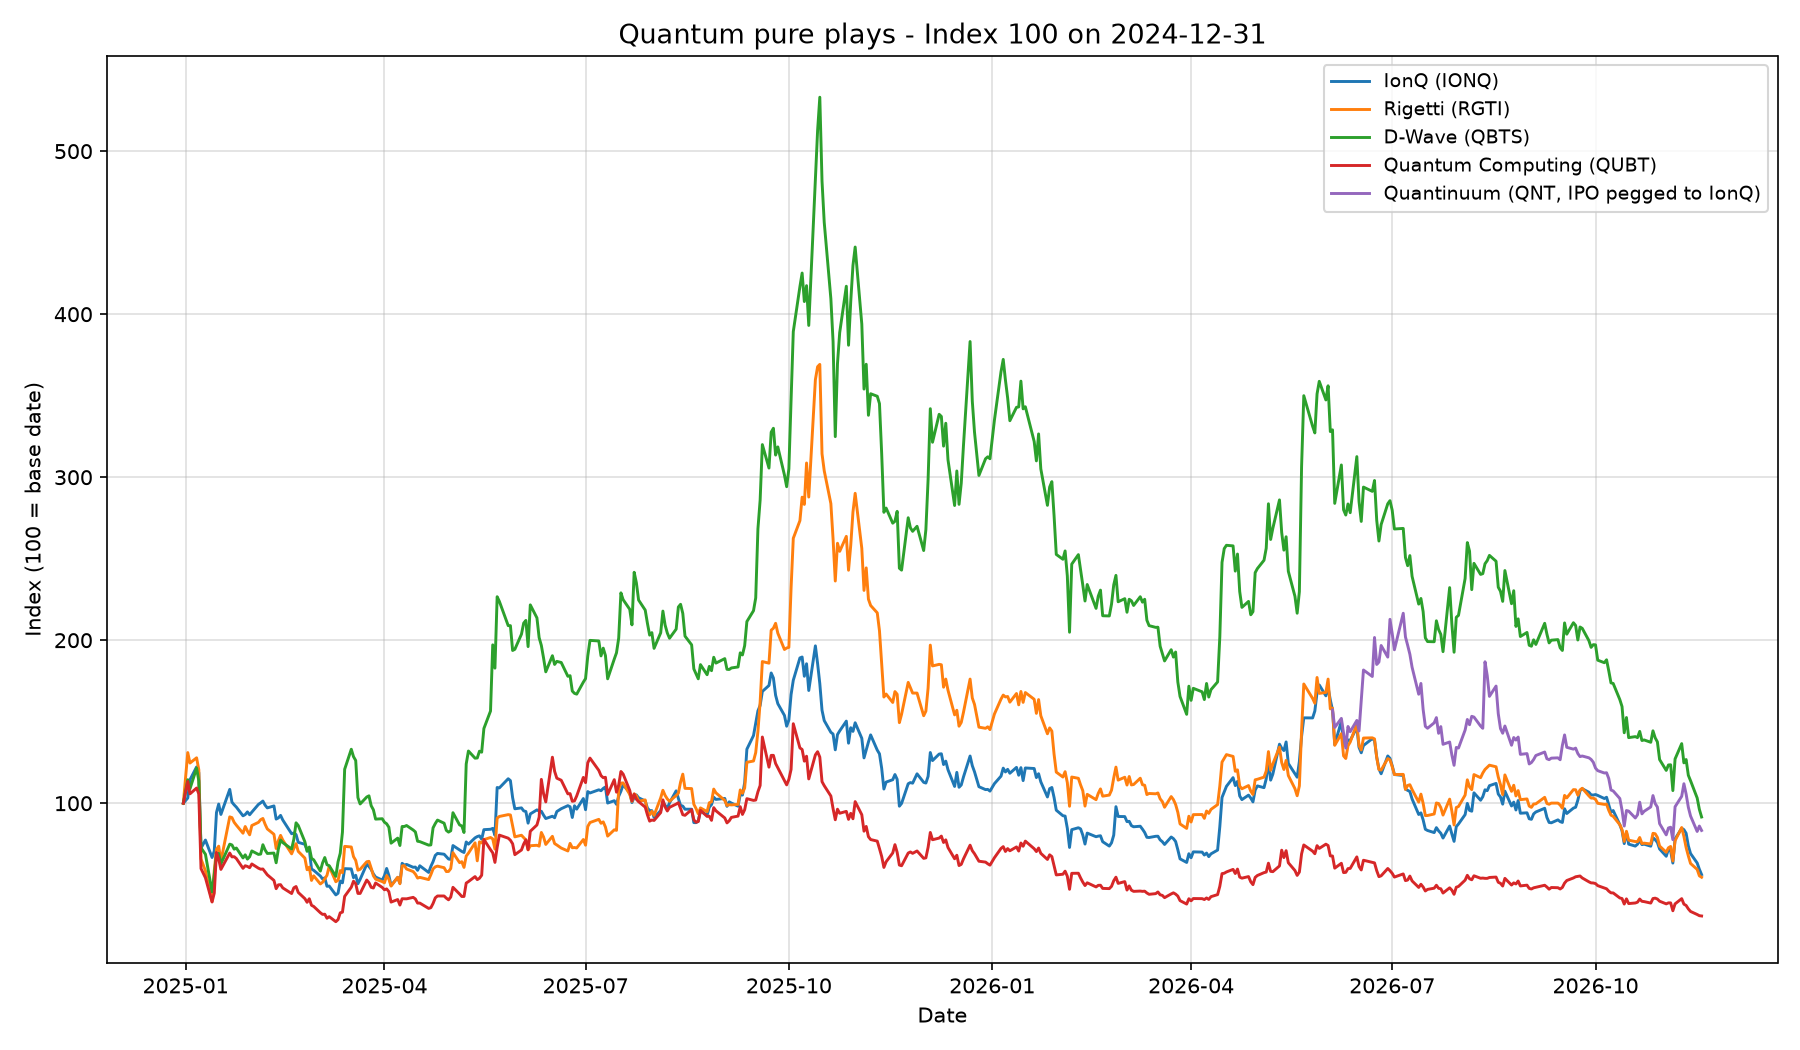 Quantum pure plays - Index 100 on 2024-12-31
IonQ (IONQ)
Rigetti (RGTI)
D-Wave (QBTS)
Quantum Computing (QUBT)
Quantinuum (QNT, IPO pegged to IonQ)
Index (100 = base date)
500
400
300
200
100
2025-01
2025-04
2025-07
2025-10
2026-01
2026-04
2026-07
2026-10
Date